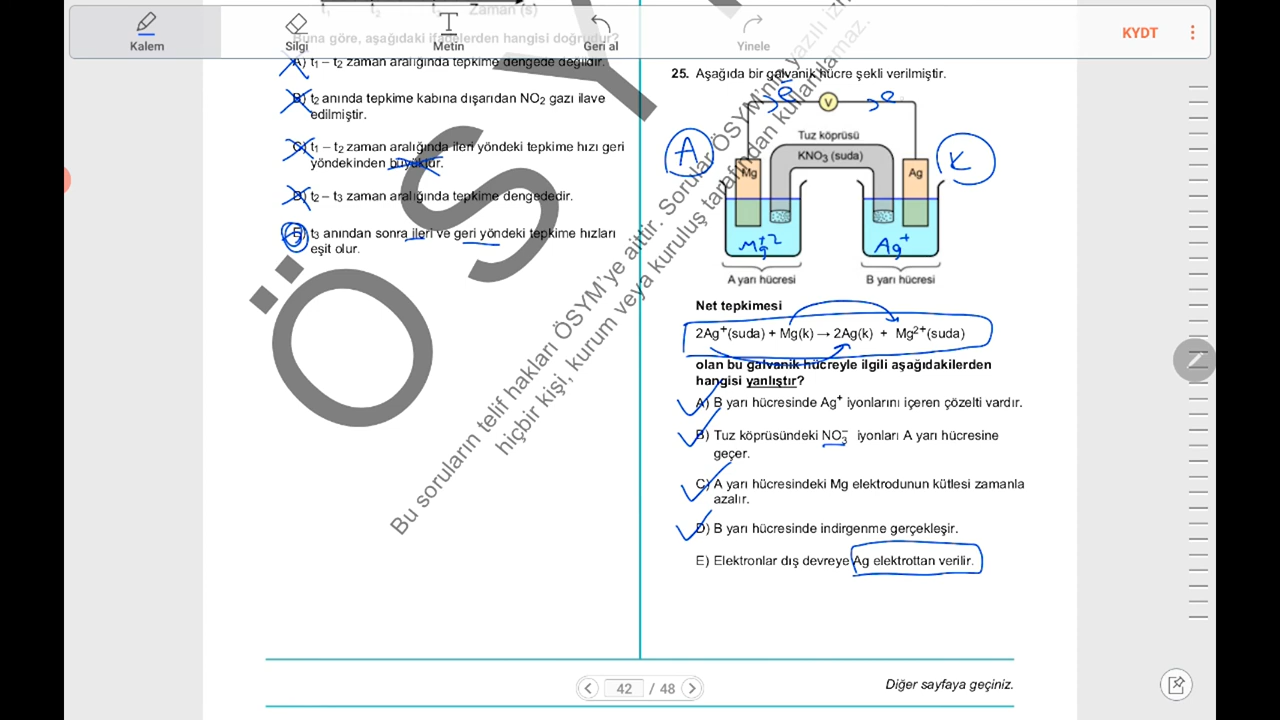 t₁ t₂ t₃ Zaman (s)
Kalem
Silgi
Metin
Geri al
Yinele
KYDT
Buna göre, aşağıdaki ifadelerden hangisi doğrudur?
A) t₁ – t₂ zaman aralığında tepkime dengede değildir.
B) t₂ anında tepkime kabına dışarıdan NO₂ gazı ilave
edilmiştir.
C) t₁ – t₂ zaman aralığında ileri yöndeki tepkime hızı geri
yöndekinden büyüktür.
D) t₂ – t₃ zaman aralığında tepkime dengededir.
E) t₃ anından sonra ileri ve geri yöndeki tepkime hızları
eşit olur.
ÖSY
Bu soruların telif hakları ÖSYM'ye aittir. Sorular ÖSYM'nin yazılı izni
hiçbir kişi, kurum veya kuruluş tarafından kullanılamaz.
25. Aşağıda bir galvanik hücre şekli verilmiştir.
e
V
e
A
Tuz köprüsü
K
KNO₃ (suda)
Mg
Ag
Mg⁺²
Ag⁺
A yarı hücresi
B yarı hücresi
Net tepkimesi
2Ag⁺(suda) + Mg(k) → 2Ag(k) + Mg²⁺(suda)
olan bu galvanik hücreyle ilgili aşağıdakilerden
hangisi yanlıştır?
A) B yarı hücresinde Ag⁺ iyonlarını içeren çözelti vardır.
B) Tuz köprüsündeki NO₃⁻ iyonları A yarı hücresine
geçer.
C) A yarı hücresindeki Mg elektrodunun kütlesi zamanla
azalır.
D) B yarı hücresinde indirgenme gerçekleşir.
E) Elektronlar dış devreye Ag elektrottan verilir.
42 / 48
Diğer sayfaya geçiniz.